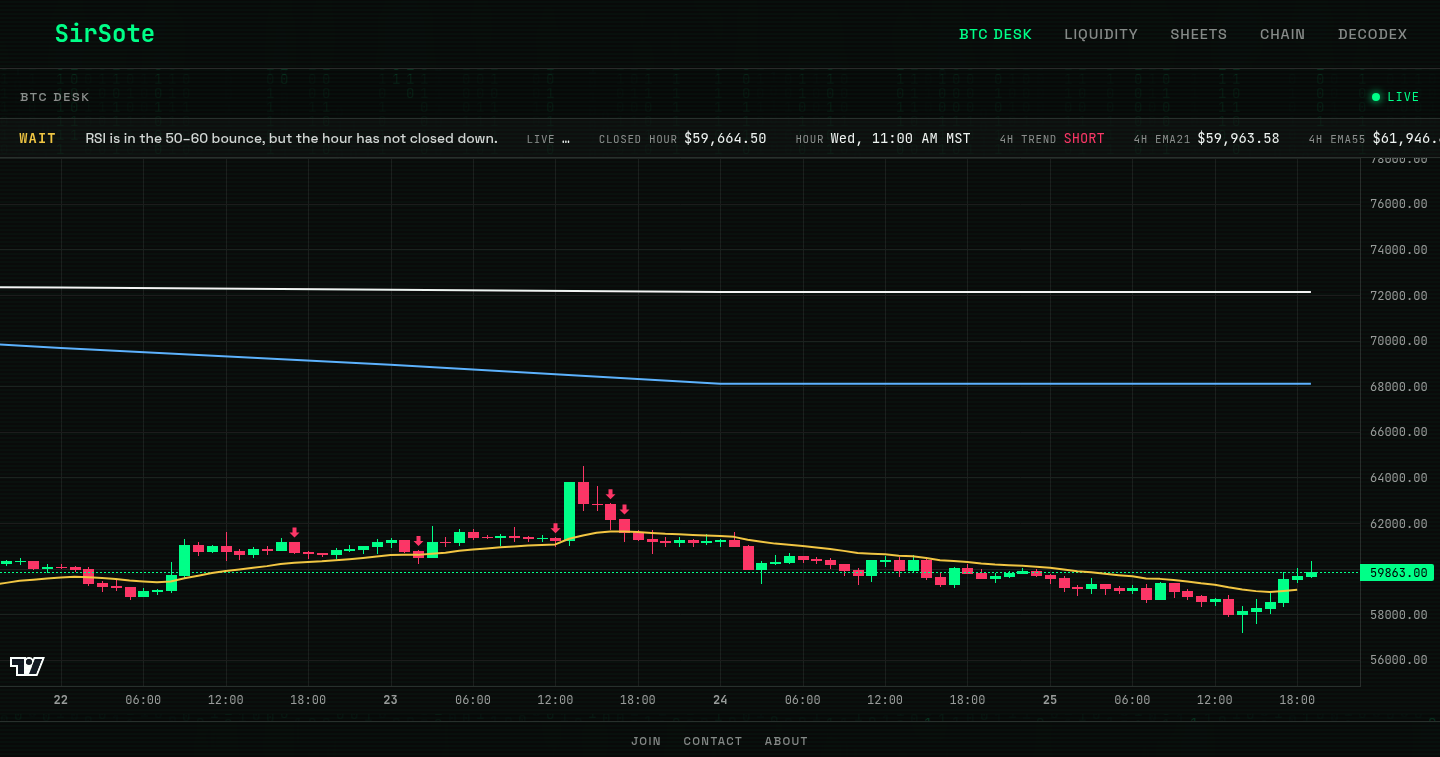 SirSote
BTC DESK LIQUIDITY SHEETS CHAIN DECODEX
BTC DESK
LIVE
WAIT RSI is in the 50–60 bounce, but the hour has not closed down. LIVE … CLOSED HOUR $59,664.50 HOUR Wed, 11:00 AM MST 4H TREND SHORT 4H EMA21 $59,963.58 4H EMA55 $61,946.
78000.00
76000.00
74000.00
72000.00
70000.00
68000.00
66000.00
64000.00
62000.00
59863.00
58000.00
56000.00
22 06:00 12:00 18:00 23 06:00 12:00 18:00 24 06:00 12:00 18:00 25 06:00 12:00 18:00
JOIN CONTACT ABOUT